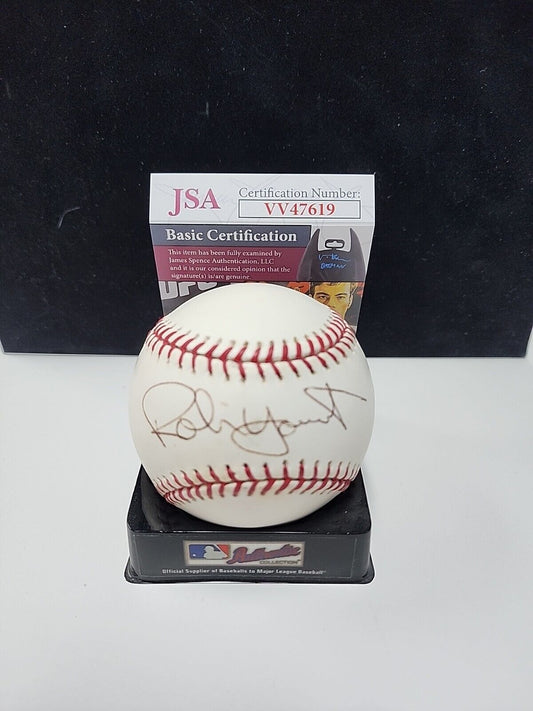 JSA
Certification Number:
VV47619
Basic Certification
This item has been fully examined by
James Spence Authentication, LLC
and it is our considered opinion that the
signature(s) is/are genuine.
Robin Yount
Authentic
COLLECTION
Official Supplier of Baseballs to Major League Baseball